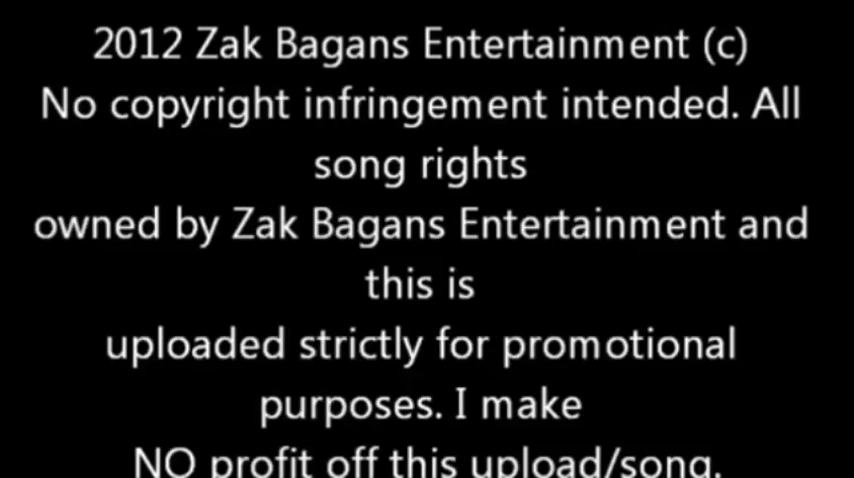 2012 Zak Bagans Entertainment (c)
No copyright infringement intended. All
song rights
owned by Zak Bagans Entertainment and
this is
uploaded strictly for promotional
purposes. I make
NO profit off this upload/song.